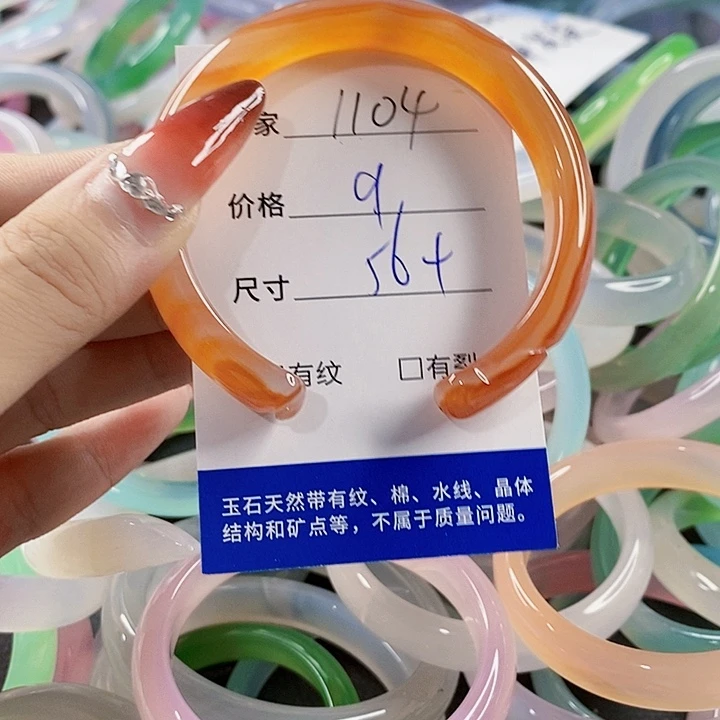 家 1104
价格 9
尺寸 564
有纹 □有裂
玉石天然带有纹、棉、水线、晶体
结构和矿点等，不属于质量问题。